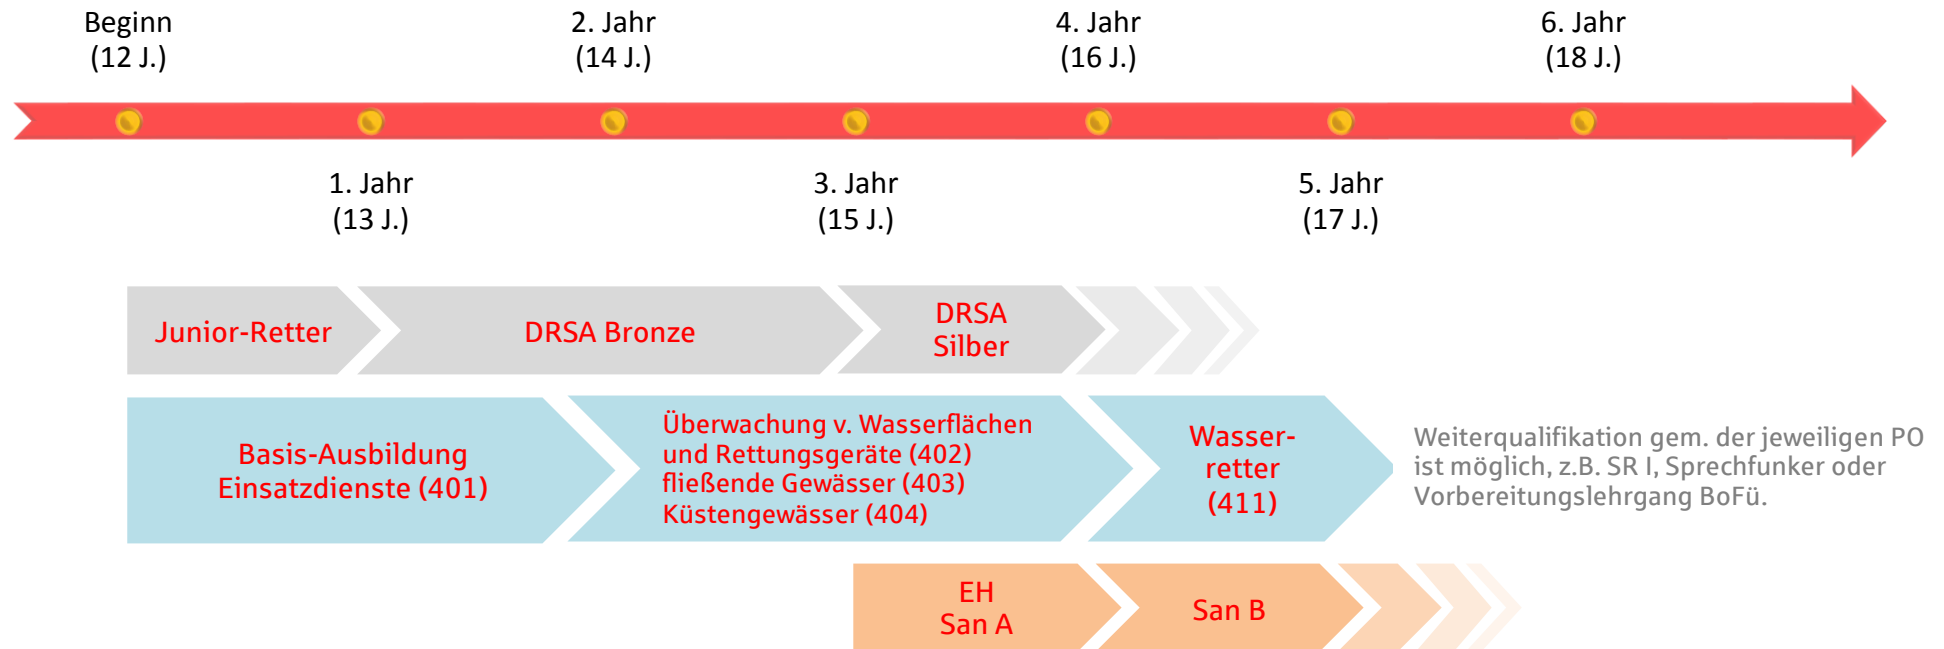 Beginn
(12 J.)
2. Jahr
(14 J.)
4. Jahr
(16 J.)
6. Jahr
(18 J.)
1. Jahr
(13 J.)
3. Jahr
(15 J.)
5. Jahr
(17 J.)
Junior-Retter
DRSA Bronze
DRSA
Silber
Basis-Ausbildung
Einsatzdienste (401)
Überwachung v. Wasserflächen
und Rettungsgeräte (402)
fließende Gewässer (403)
Küstengewässer (404)
Wasser-
retter
(411)
Weiterqualifikation gem. der jeweiligen PO
ist möglich, z.B. SR I, Sprechfunker oder
Vorbereitungslehrgang BoFü.
EH
San A
San B